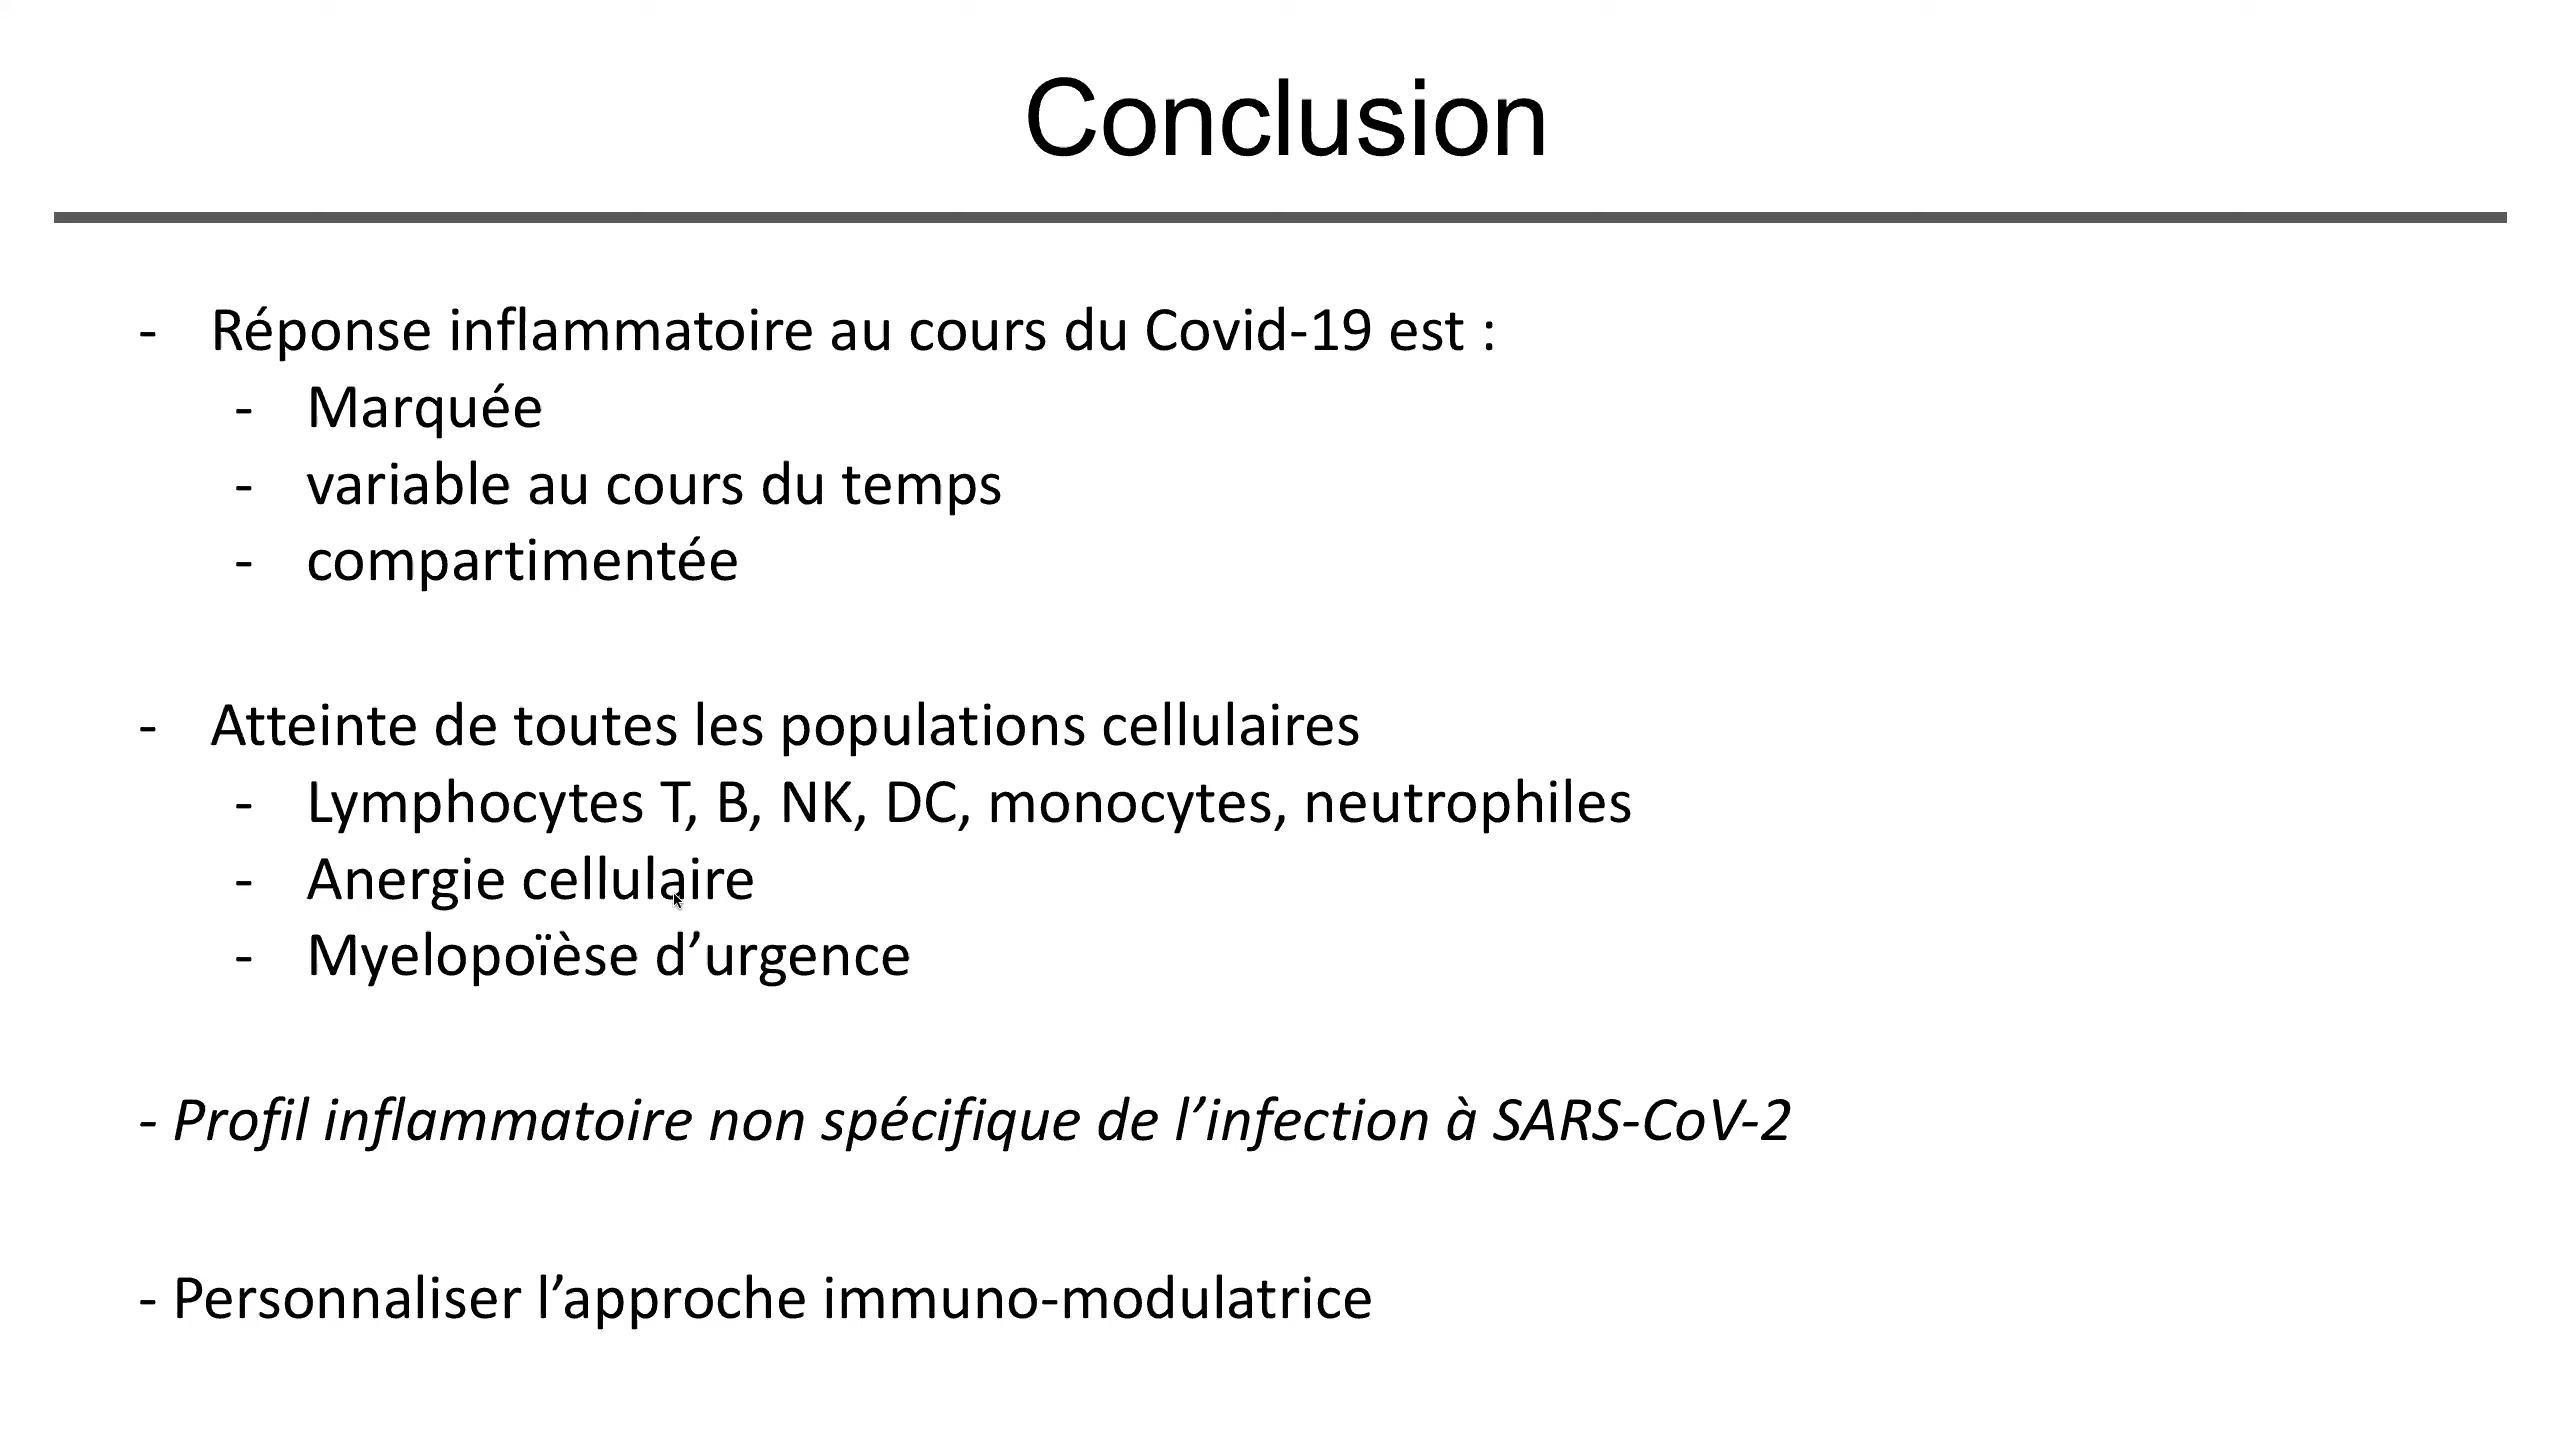 Conclusion
- Réponse inflammatoire au cours du Covid-19 est :
- Marquée
- variable au cours du temps
- compartimentée
- Atteinte de toutes les populations cellulaires
- Lymphocytes T, B, NK, DC, monocytes, neutrophiles
- Anergie cellulaire
- Myelopoïèse d’urgence
- Profil inflammatoire non spécifique de l’infection à SARS-CoV-2
- Personnaliser l’approche immuno-modulatrice